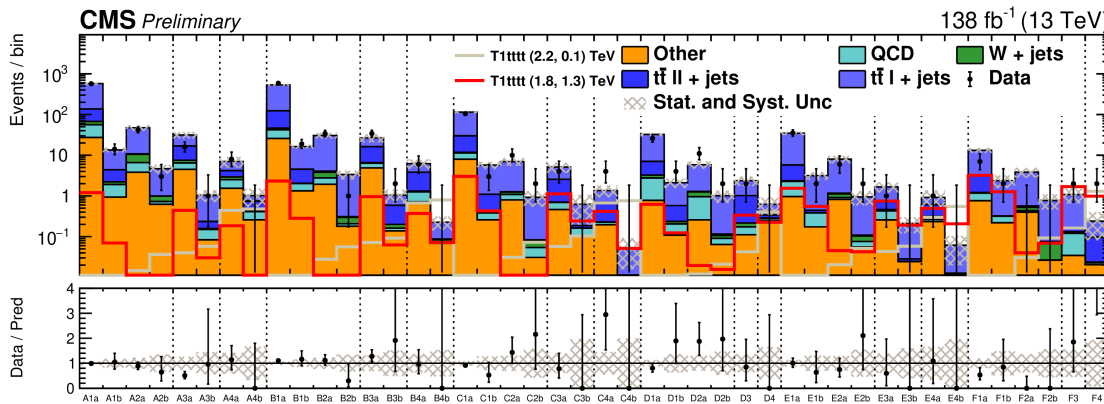 CMS Preliminary 138 fb⁻¹ (13 TeV)
Events / bin
10³
10²
10
1
10⁻¹
T1tttt (2.2, 0.1) TeV
T1tttt (1.8, 1.3) TeV
Other
QCD
W + jets
tt̄ ll + jets
tt̄ l + jets
Data
Stat. and Syst. Unc
Data / Pred
4
3
2
1
0
A1a A1b A2a A2b A3a A3b A4a A4b B1a B1b B2a B2b B3a B3b B4a B4b C1a C1b C2a C2b C3a C3b C4a C4b D1a D1b D2a D2b D3 D4 E1a E1b E2a E2b E3a E3b E4a E4b F1a F1b F2a F2b F3 F4